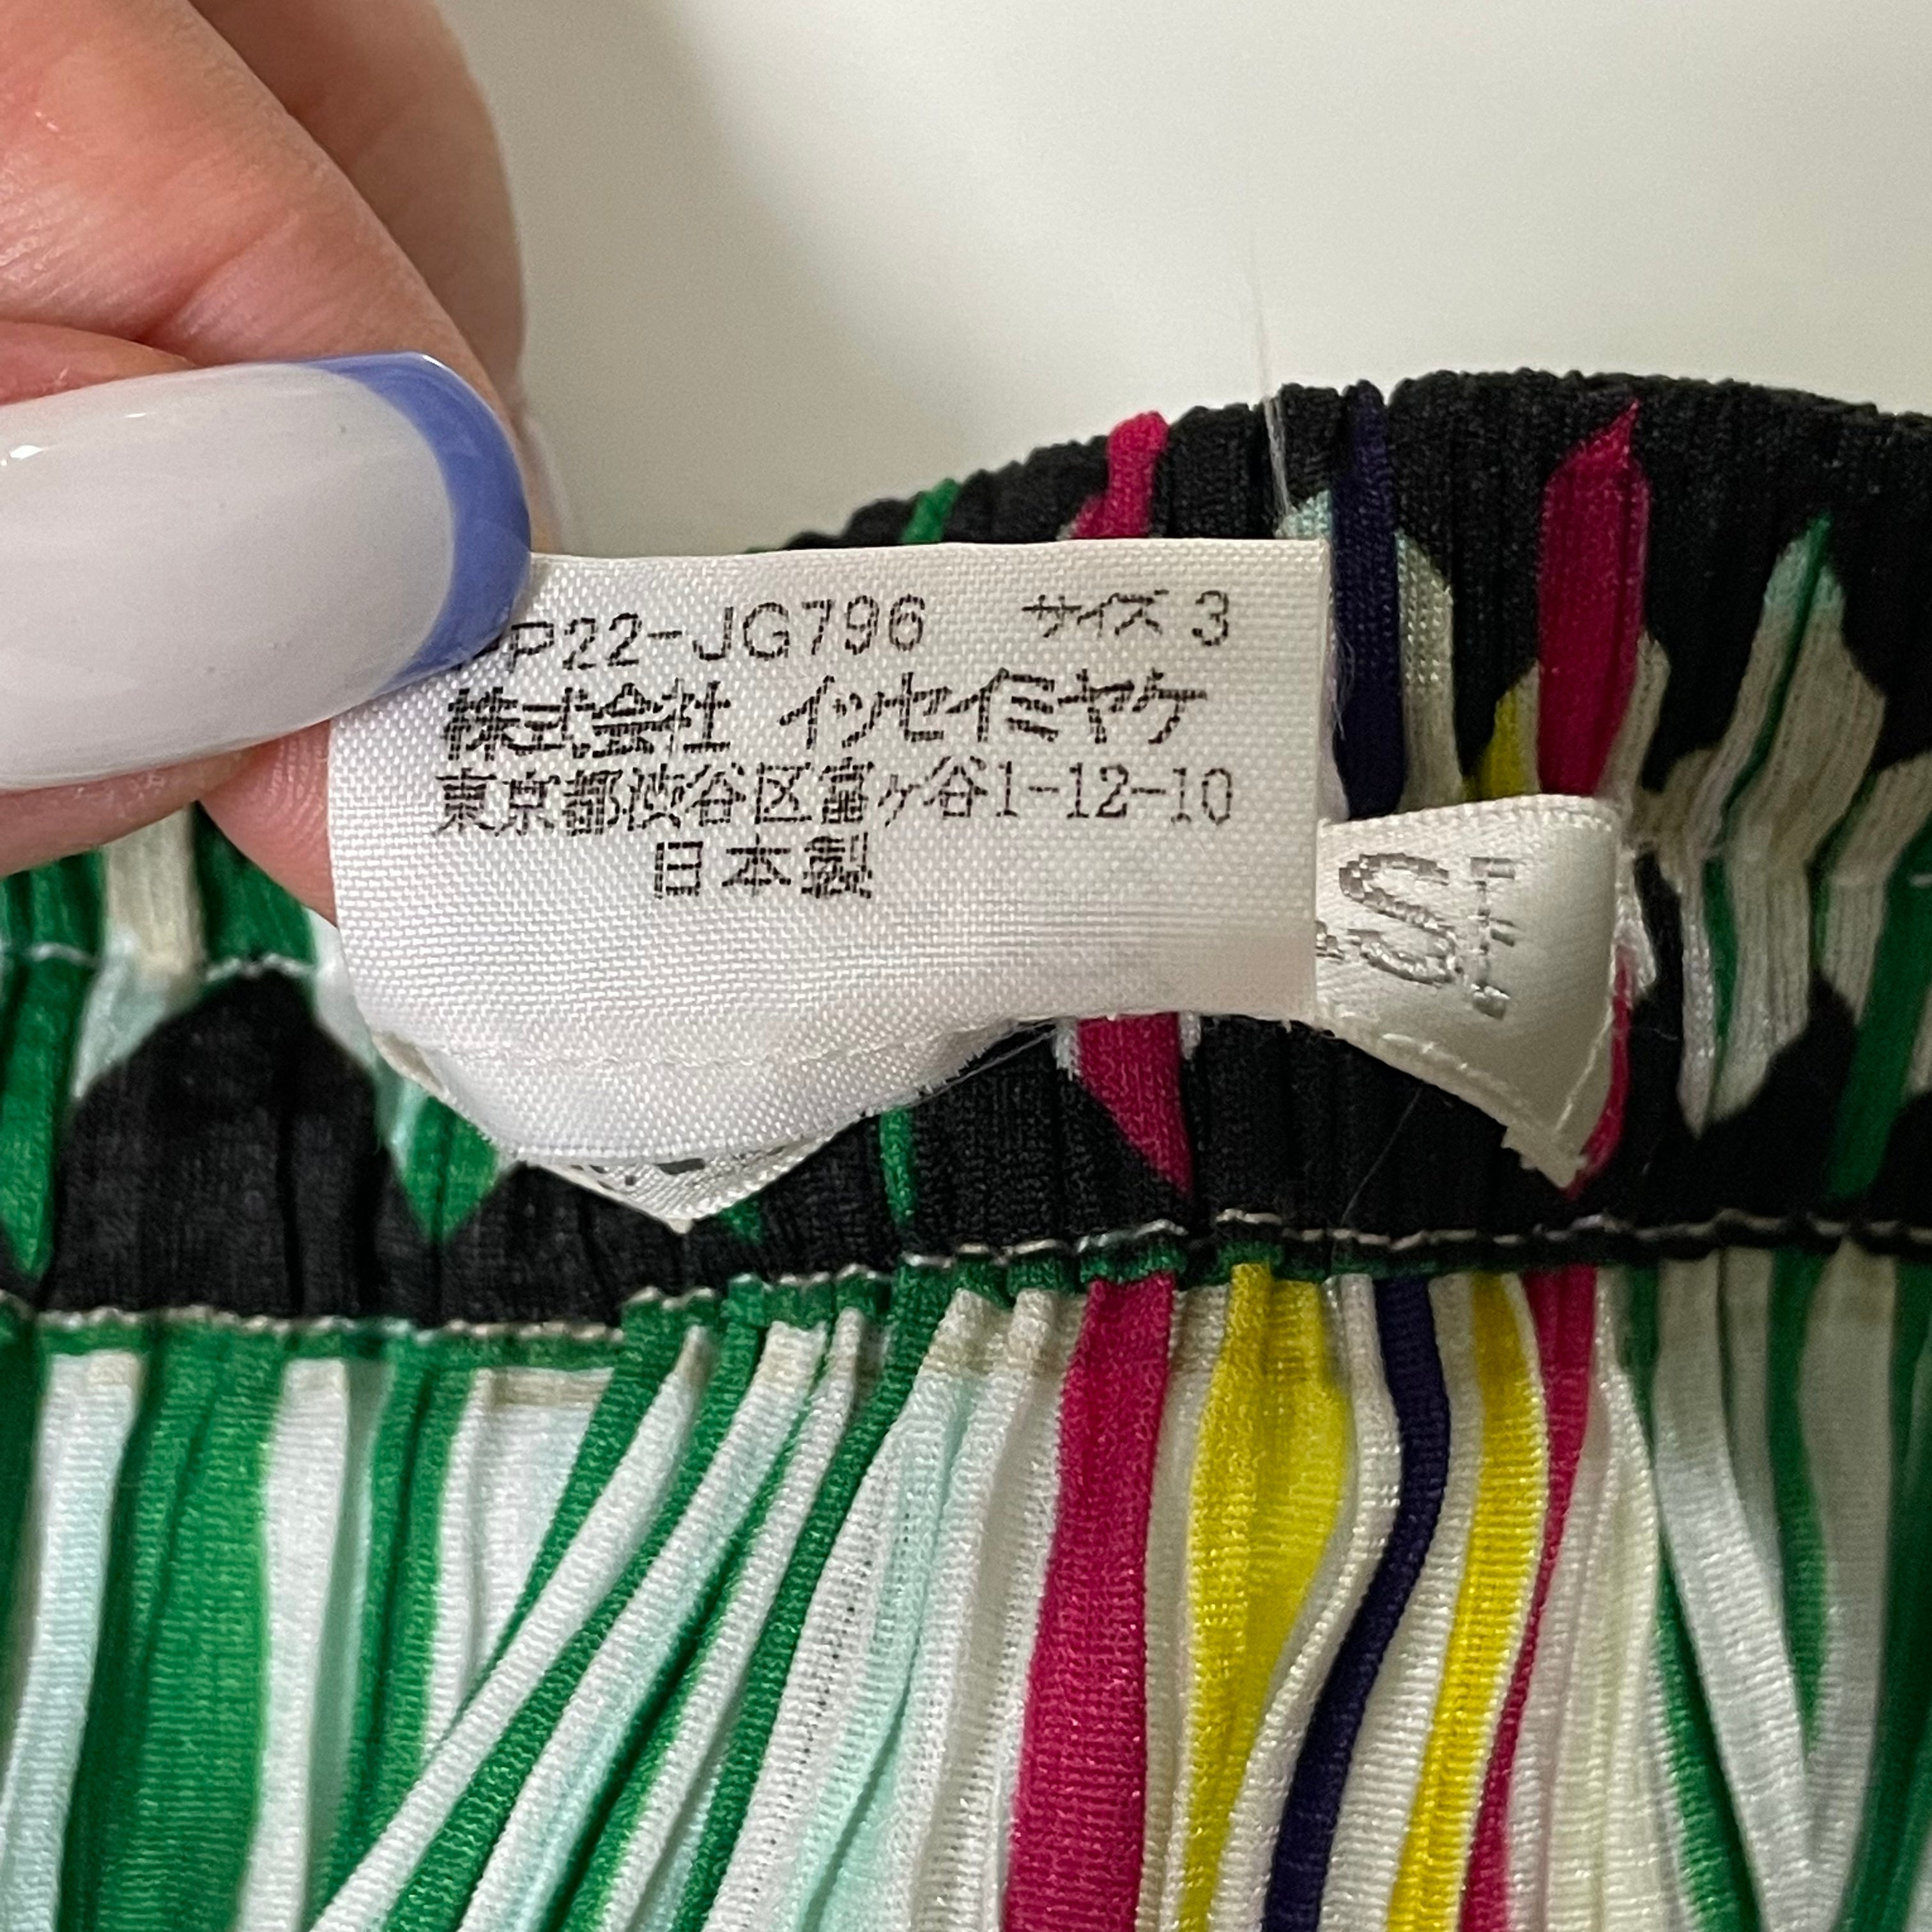 PP22-JG796 サイズ 3
株式会社 イッセイミヤケ
東京都渋谷区富ヶ谷1-12-10
日本製